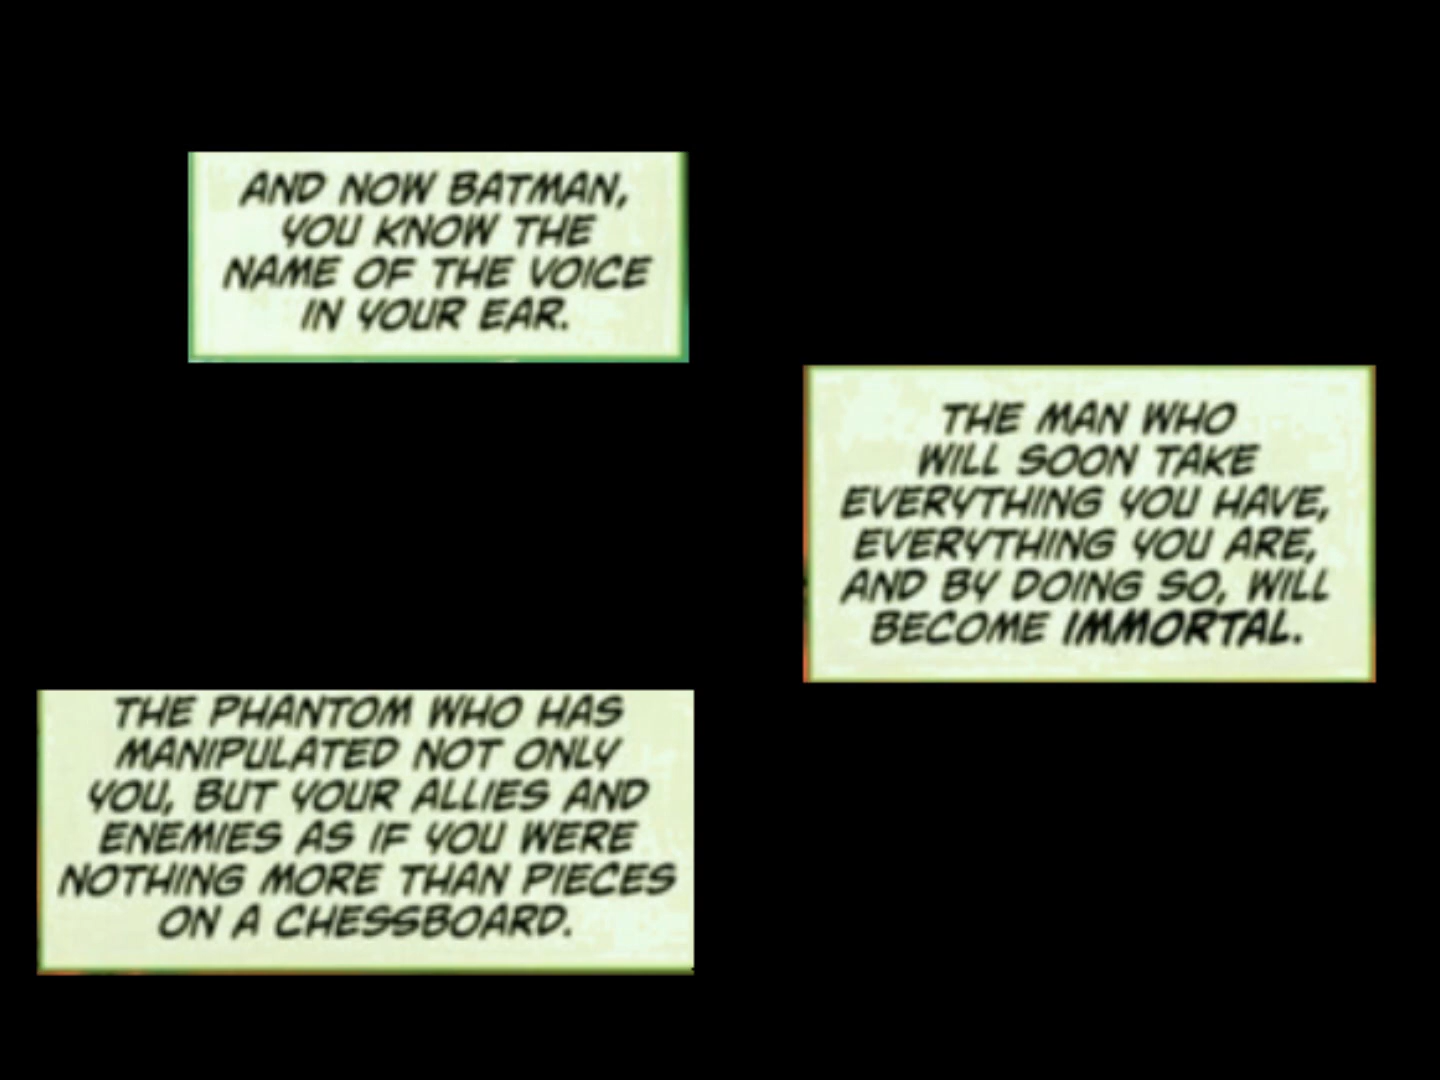 AND NOW BATMAN,
YOU KNOW THE
NAME OF THE VOICE
IN YOUR EAR.
THE MAN WHO
WILL SOON TAKE
EVERYTHING YOU HAVE,
EVERYTHING YOU ARE,
AND BY DOING SO, WILL
BECOME IMMORTAL.
THE PHANTOM WHO HAS
MANIPULATED NOT ONLY
YOU, BUT YOUR ALLIES AND
ENEMIES AS IF YOU WERE
NOTHING MORE THAN PIECES
ON A CHESSBOARD.